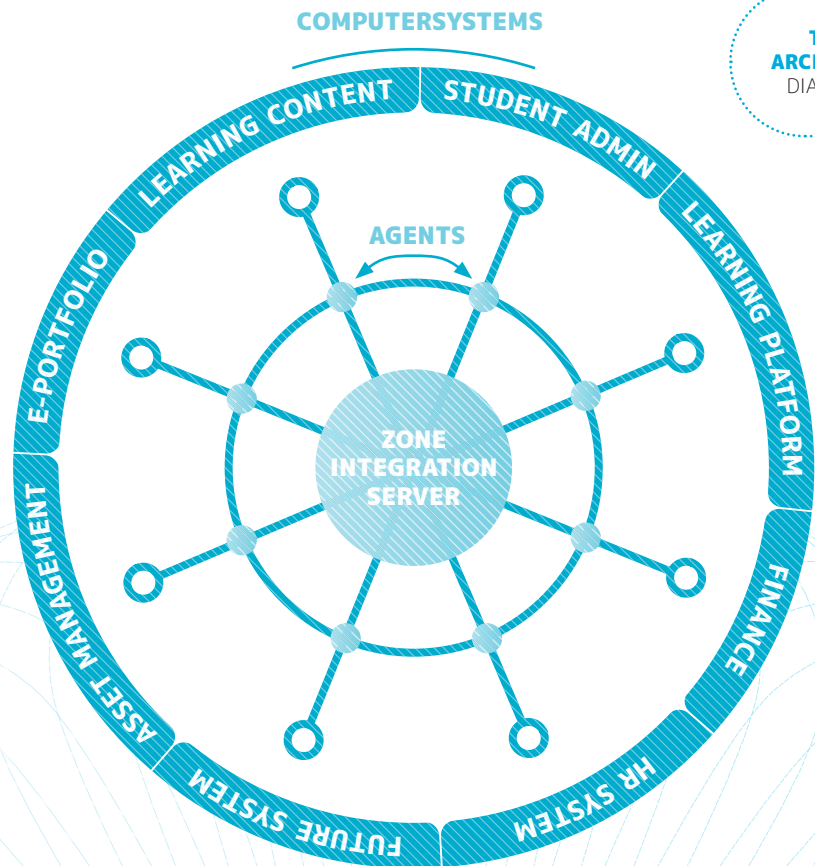 COMPUTERSYSTEMS
LEARNING CONTENT
STUDENT ADMIN
LEARNING PLATFORM
FINANCE
HR SYSTEM
FUTURE SYSTEM
ASSET MANAGEMENT
E-PORTFOLIO
AGENTS
ZONE
INTEGRATION
SERVER